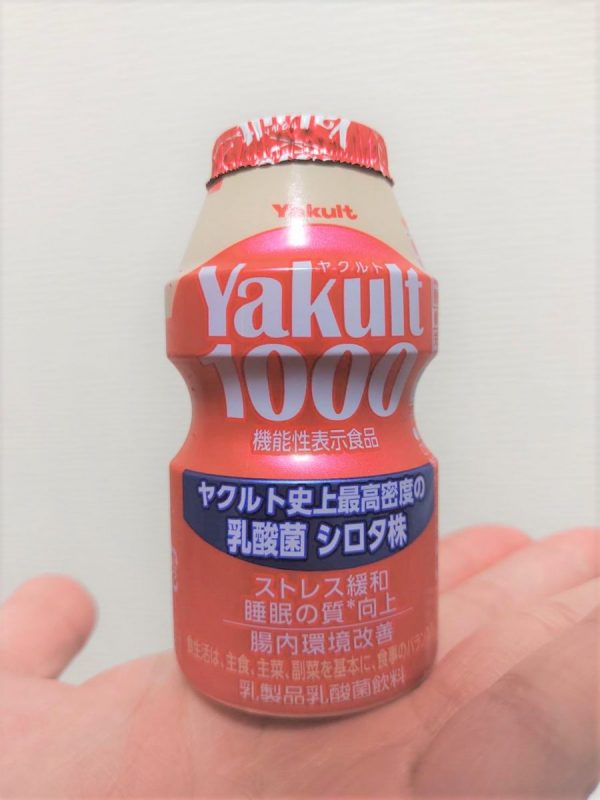 Yakult
ヤクルト
Yakult
1000
機能性表示食品
ヤクルト史上最高密度の
乳酸菌 シロタ株
ストレス緩和
睡眠の質*向上
腸内環境改善
食生活は、主食、主菜、副菜を基本に、食事のバラン
乳製品乳酸菌飲料